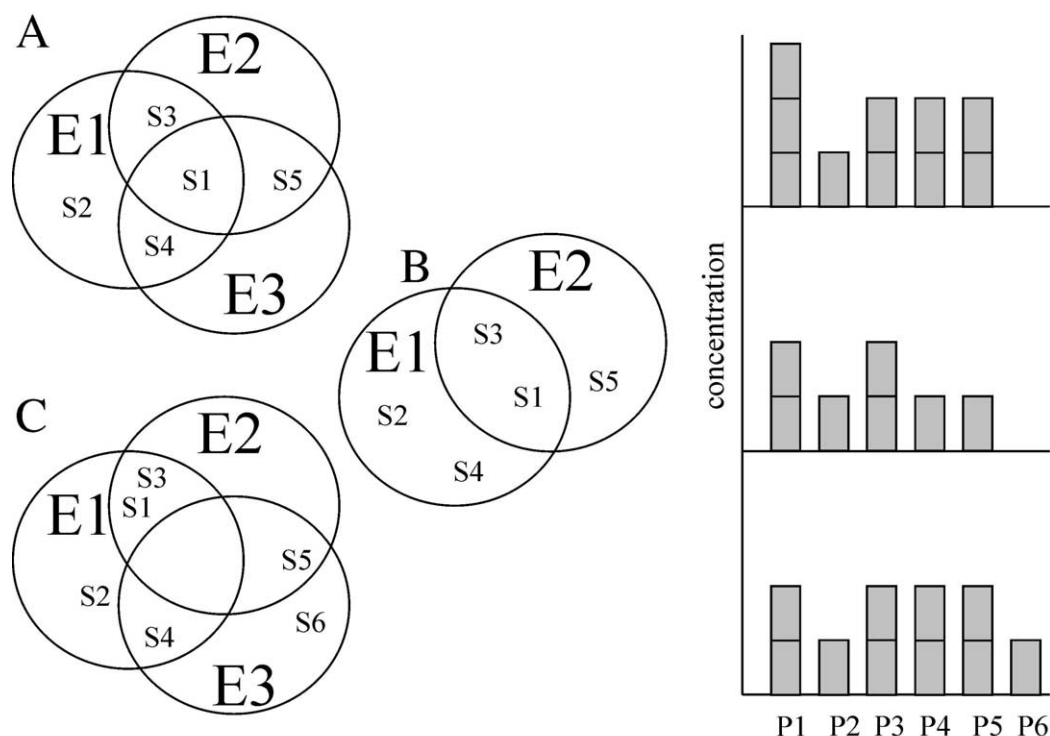 A
E2
S3
E1
S1
S5
S2
S4
E3
B
E2
S3
E1
S5
S1
S2
S4
C
E2
S3
E1
S1
S5
S2
S6
S4
E3
concentration
P1 P2 P3 P4 P5 P6